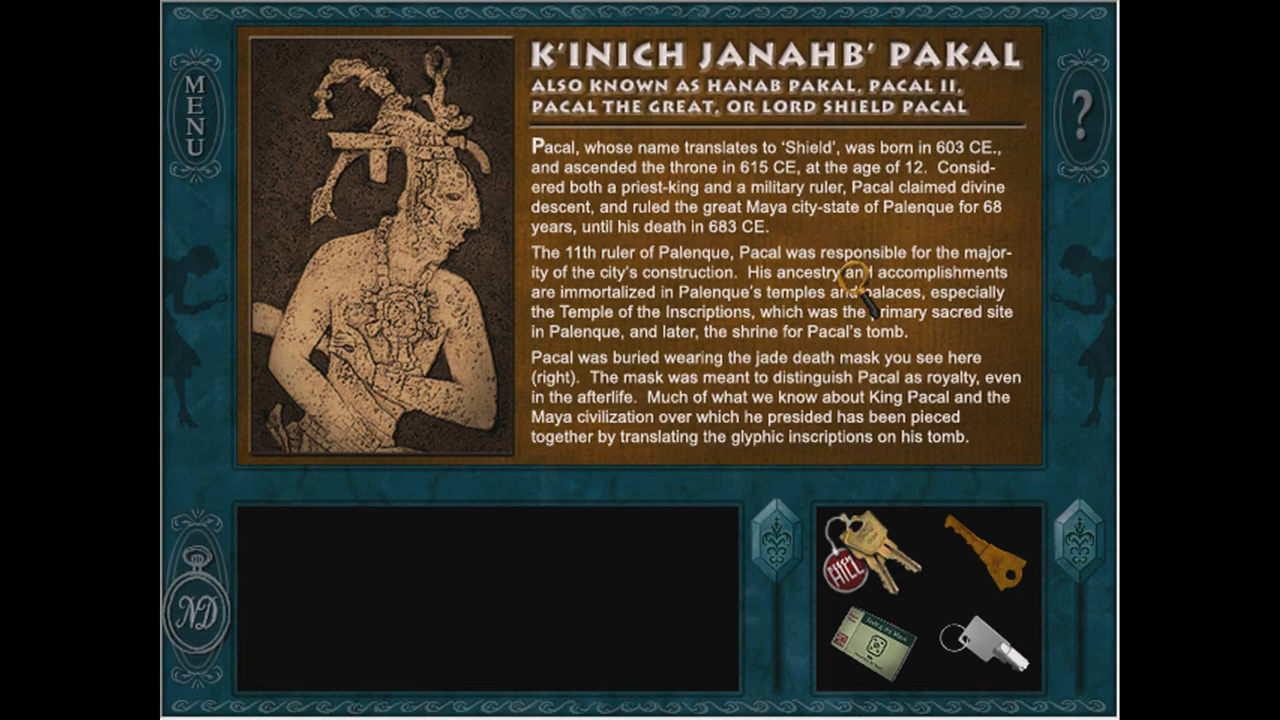 MENU
K'INICH JANAHB' PAKAL
ALSO KNOWN AS HANAB PAKAL, PACAL II,
PACAL THE GREAT, OR LORD SHIELD PACAL
?
Pacal, whose name translates to 'Shield', was born in 603 CE.,
and ascended the throne in 615 CE, at the age of 12. Consid-
ered both a priest-king and a military ruler, Pacal claimed divine
descent, and ruled the great Maya city-state of Palenque for 68
years, until his death in 683 CE.
The 11th ruler of Palenque, Pacal was responsible for the major-
ity of the city's construction. His ancestry and accomplishments
are immortalized in Palenque's temples and palaces, especially
the Temple of the Inscriptions, which was the primary sacred site
in Palenque, and later, the shrine for Pacal's tomb.
Pacal was buried wearing the jade death mask you see here
(right). The mask was meant to distinguish Pacal as royalty, even
in the afterlife. Much of what we know about King Pacal and the
Maya civilization over which he presided has been pieced
together by translating the glyphic inscriptions on his tomb.
ND